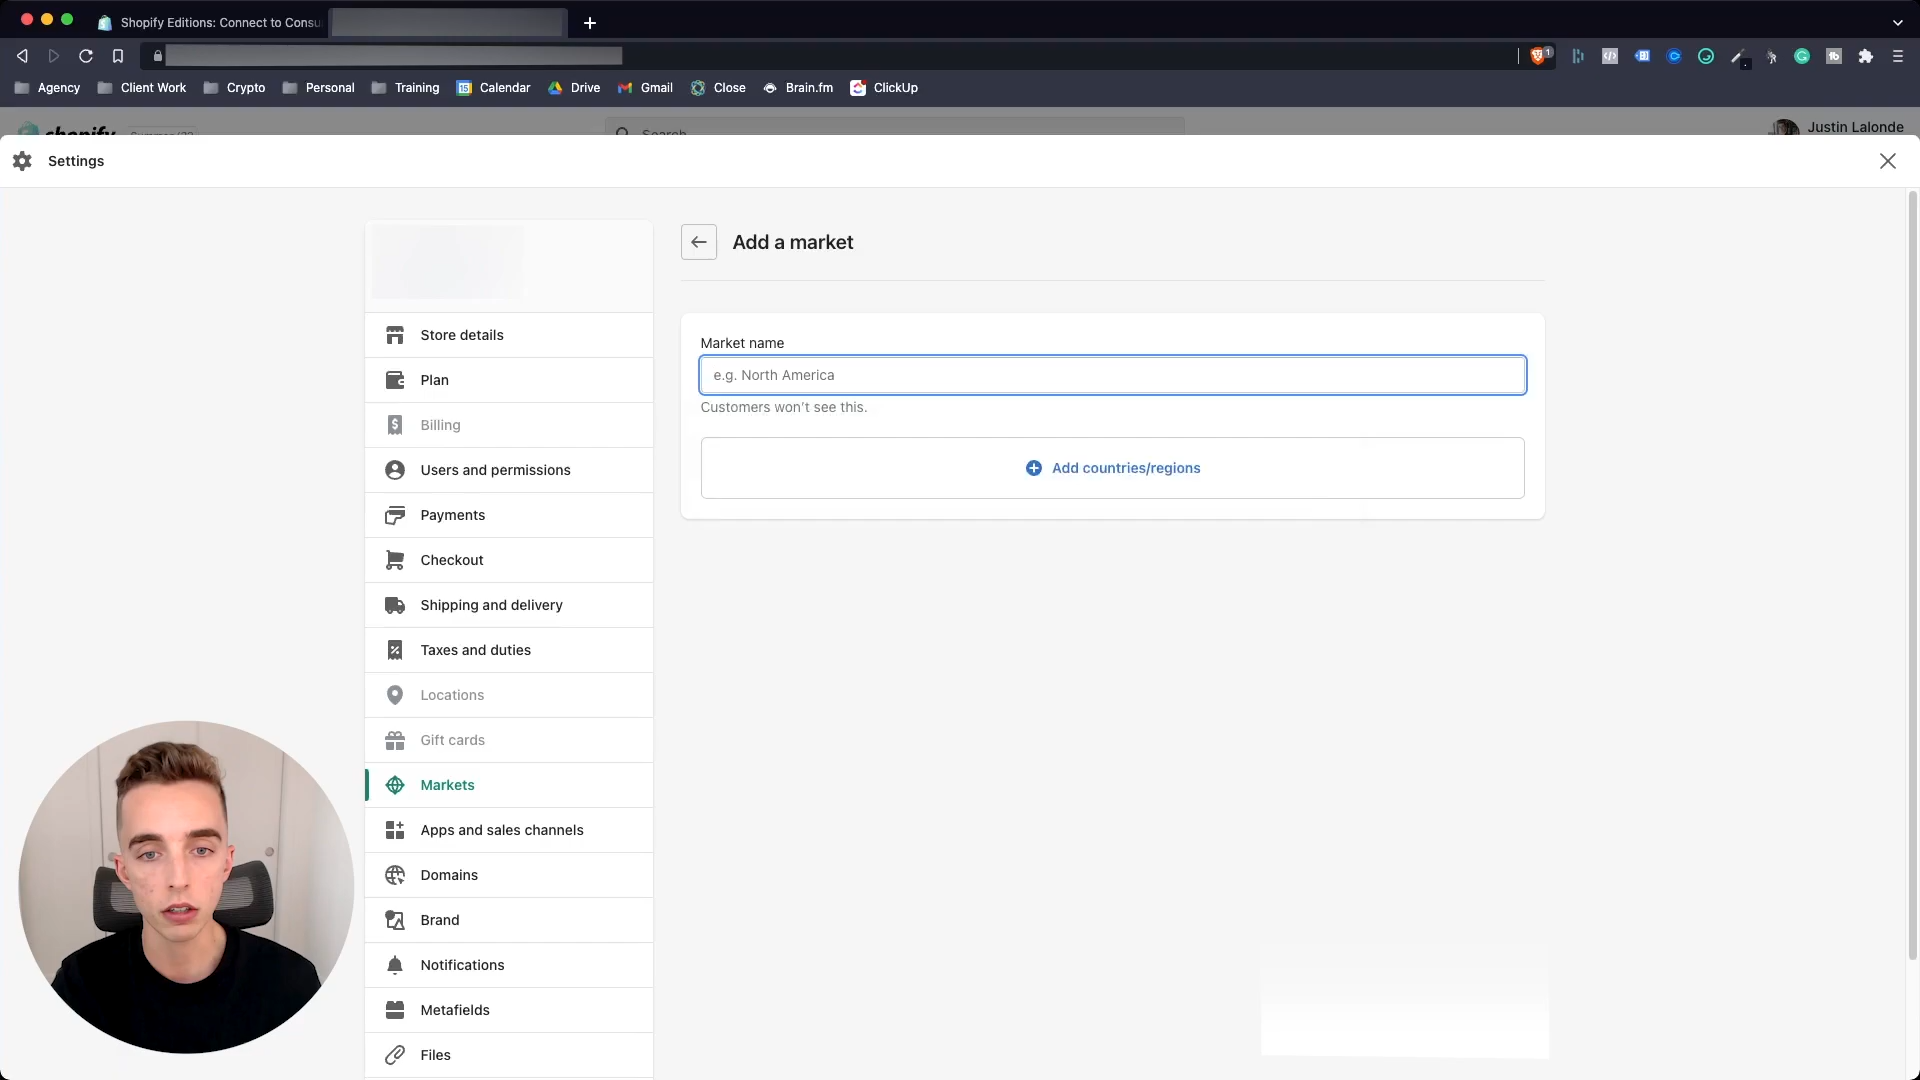 Shopify Editions: Connect to Consu
1
Agency
Client Work
Crypto
Personal
Training
Calendar
Drive
Gmail
Close
Brain.fm
ClickUp
shopify
Search
Justin Lalonde
Settings
Add a market
Store details
Plan
Billing
Users and permissions
Payments
Checkout
Shipping and delivery
Taxes and duties
Locations
Gift cards
Markets
Apps and sales channels
Domains
Brand
Notifications
Metafields
Files
Market name
e.g. North America
Customers won't see this.
Add countries/regions